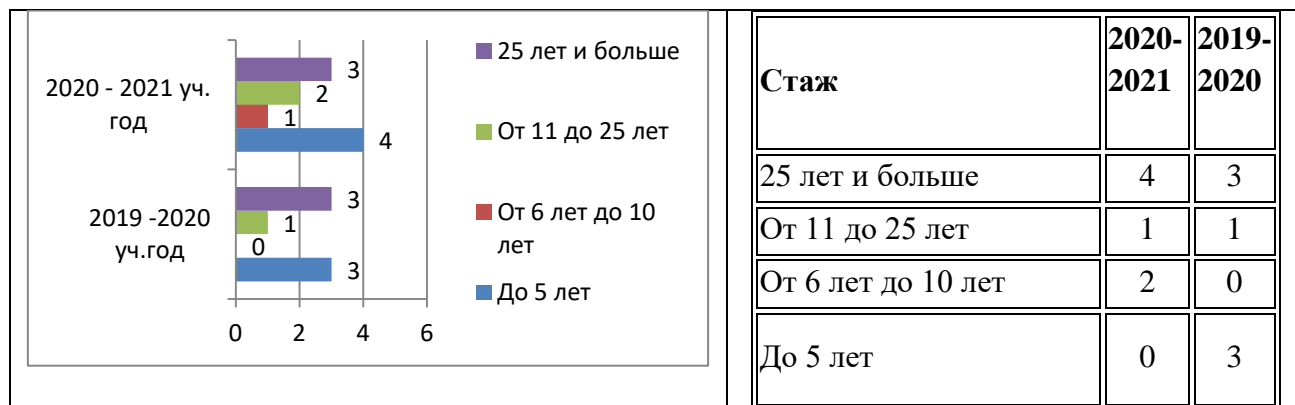 2020 - 2021 уч.
год
3
2
1
4
2019 -2020
уч.год
3
1
0
3
0 2 4 6
25 лет и больше
От 11 до 25 лет
От 6 лет до 10
лет
До 5 лет
Стаж 2020- 2019-
2021 2020
25 лет и больше 4 3
От 11 до 25 лет 1 1
От 6 лет до 10 лет 2 0
До 5 лет 0 3